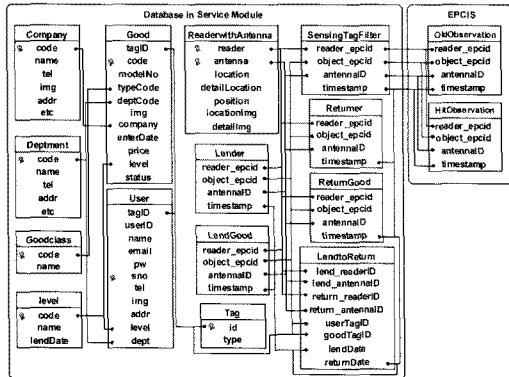 Database in Service Module
EPCIS
Company
code
name
tel
img
addr
etc
Deptment
code
name
tel
addr
etc
Goodclass
code
name
level
code
name
lendDate
Good
tagID
code
modelNo
typeCode
deptCode
img
company
enterDate
price
level
status
User
tagID
userID
name
email
pw
sno
tel
img
addr
level
dept
ReaderwithAntenna
reader
antenna
location
detailLocation
position
locationImg
detailImg
Lender
reader_epcid
object_epcid
antennaID
timestamp
LendGood
reader_epcid
object_epcid
antennaID
timestamp
Tag
id
type
SensingTagFilter
reader_epcid
object_epcid
antennaID
timestamp
Returner
reader_epcid
object_epcid
antennaID
timestamp
ReturnGood
reader_epcid
object_epcid
antennaID
timestamp
LendtoReturn
lend_readerID
lend_antennaID
return_readerID
return_antennaID
userTagID
goodTagID
lendDate
returnDate
OldObservation
reader_epcid
object_epcid
antennaID
timestamp
HitObservation
reader_epcid
object_epcid
antennaID
timestamp